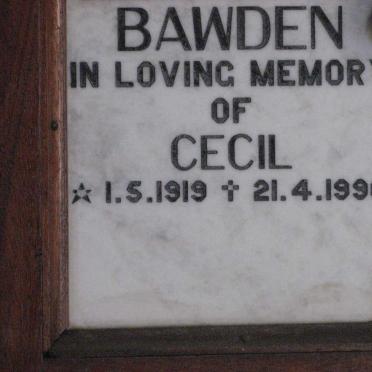 BAWDEN
IN LOVING MEMORY
OF
CECIL
☆ 1.5.1919 ✝ 21.4.199